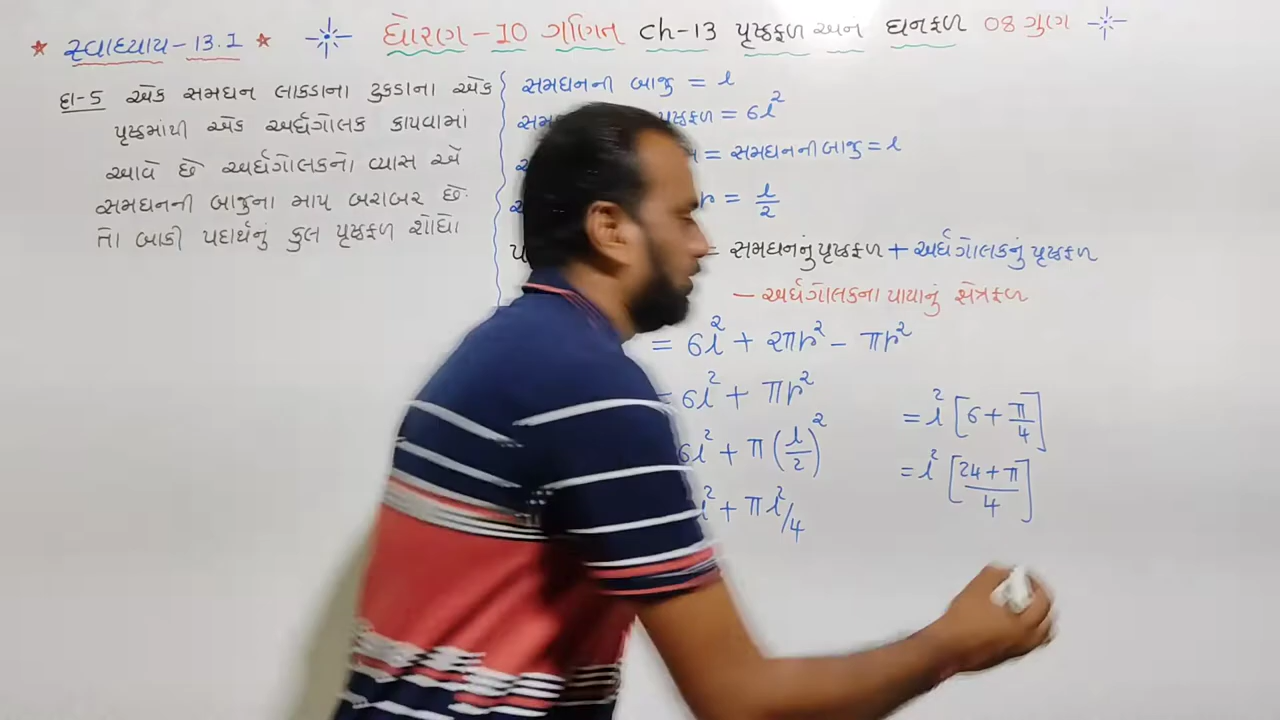 ★ સ્વાધ્યાય-13.1 ★ ધોરણ-10 ગણિત ch-13 પૃષ્ઠફળ અને ઘનફળ 08 ગુણ
દા-5 એક સમઘન લાકડાના ટુકડાના એક
પૃષ્ઠમાંથી એક અર્ધગોલક કાપવામાં
આવે છે અર્ધગોલકનો વ્યાસ એ
સમઘનની બાજુના માપ બરાબર છે.
તો બાકી પદાર્થનું કુલ પૃષ્ઠફળ શોધો
સમઘનની બાજુ = l
પૃષ્ઠફળ = 6l²
= સમઘનની બાજુ = l
r = l/2
= સમઘનનું પૃષ્ઠફળ + અર્ધગોલકનું પૃષ્ઠફળ
- અર્ધગોલકના પાયાનું ક્ષેત્રફળ
= 6l² + 2πr² - πr²
= 6l² + πr²
6l² + π(l/2)²
l² + πl²/4
= l² [6 + π/4]
= l² [(24+π)/4]